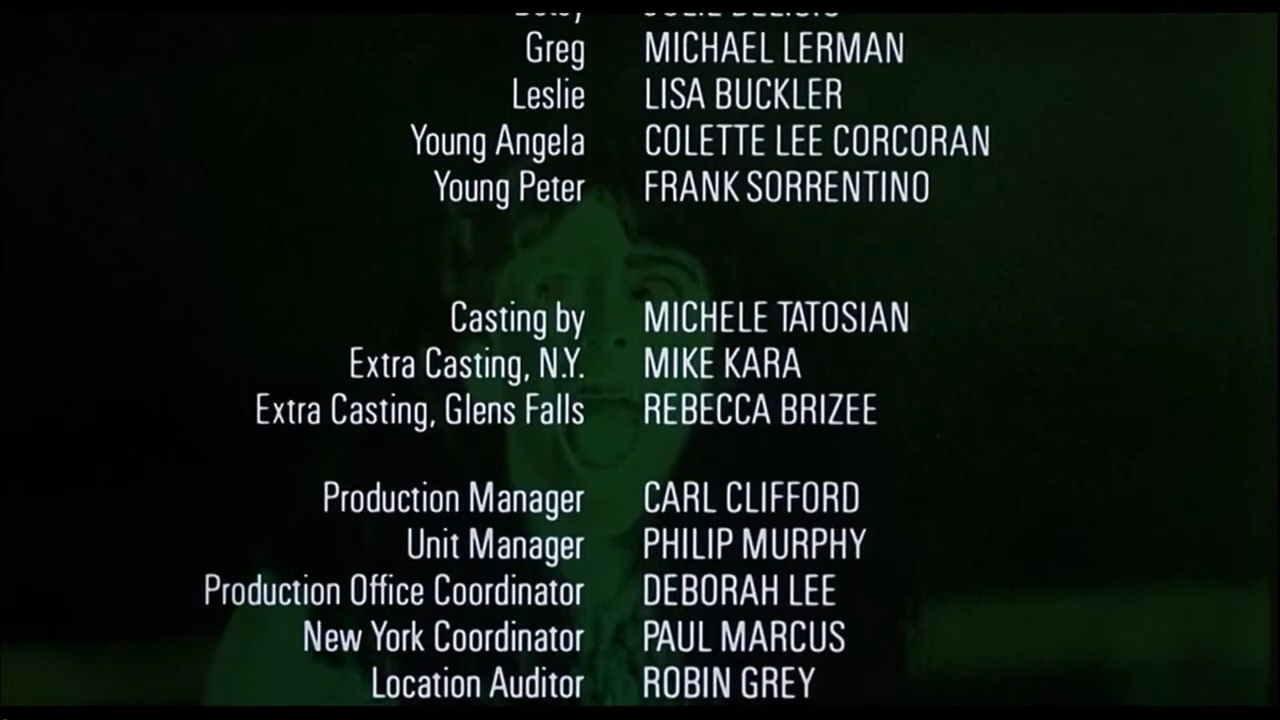 Greg MICHAEL LERMAN
Leslie LISA BUCKLER
Young Angela COLETTE LEE CORCORAN
Young Peter FRANK SORRENTINO
Casting by MICHELE TATOSIAN
Extra Casting, N.Y. MIKE KARA
Extra Casting, Glens Falls REBECCA BRIZEE
Production Manager CARL CLIFFORD
Unit Manager PHILIP MURPHY
Production Office Coordinator DEBORAH LEE
New York Coordinator PAUL MARCUS
Location Auditor ROBIN GREY